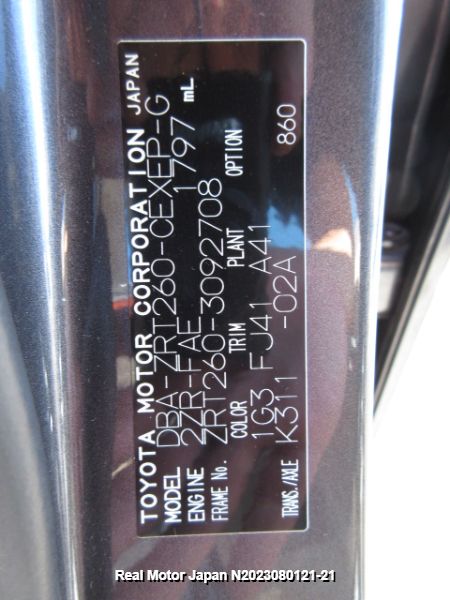 TOYOTA MOTOR CORPORATION JAPAN
MODEL DBA-ZRT260-CEXEP-G
ENGINE 2ZR-FAE 1797 mL
FRAME No. ZRT260-3092708
COLOR TRIM PLANT OPTION
1G3 FJ41 A41 860
TRANS./AXLE K311 -02A
Real Motor Japan N2023080121-21